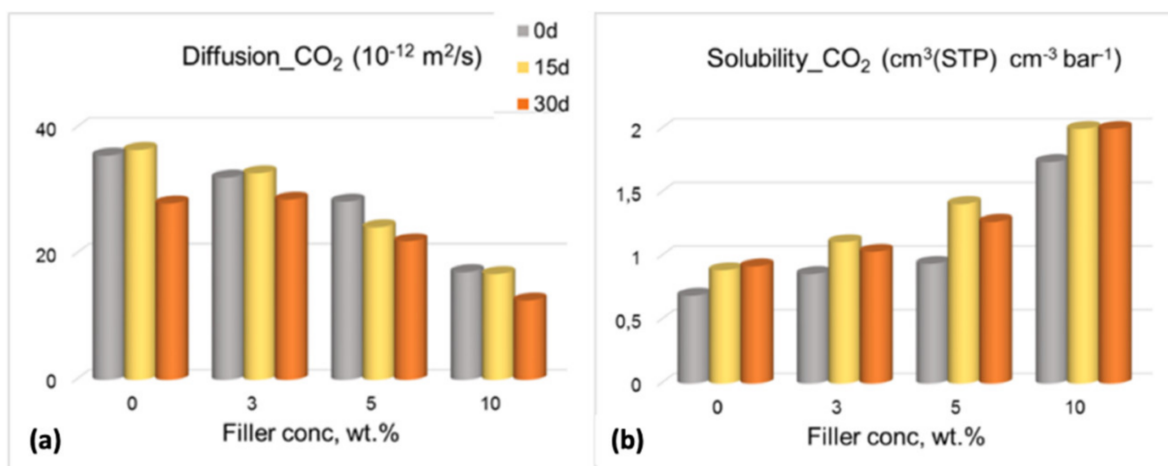 Diffusion_CO₂ (10⁻¹² m²/s)
0d
15d
30d
40
20
0
0 3 5 10
Filler conc, wt.%
(a)
Solubility_CO₂ (cm³(STP) cm⁻³ bar⁻¹)
2
1,5
1
0,5
0
0 3 5 10
Filler conc, wt.%
(b)